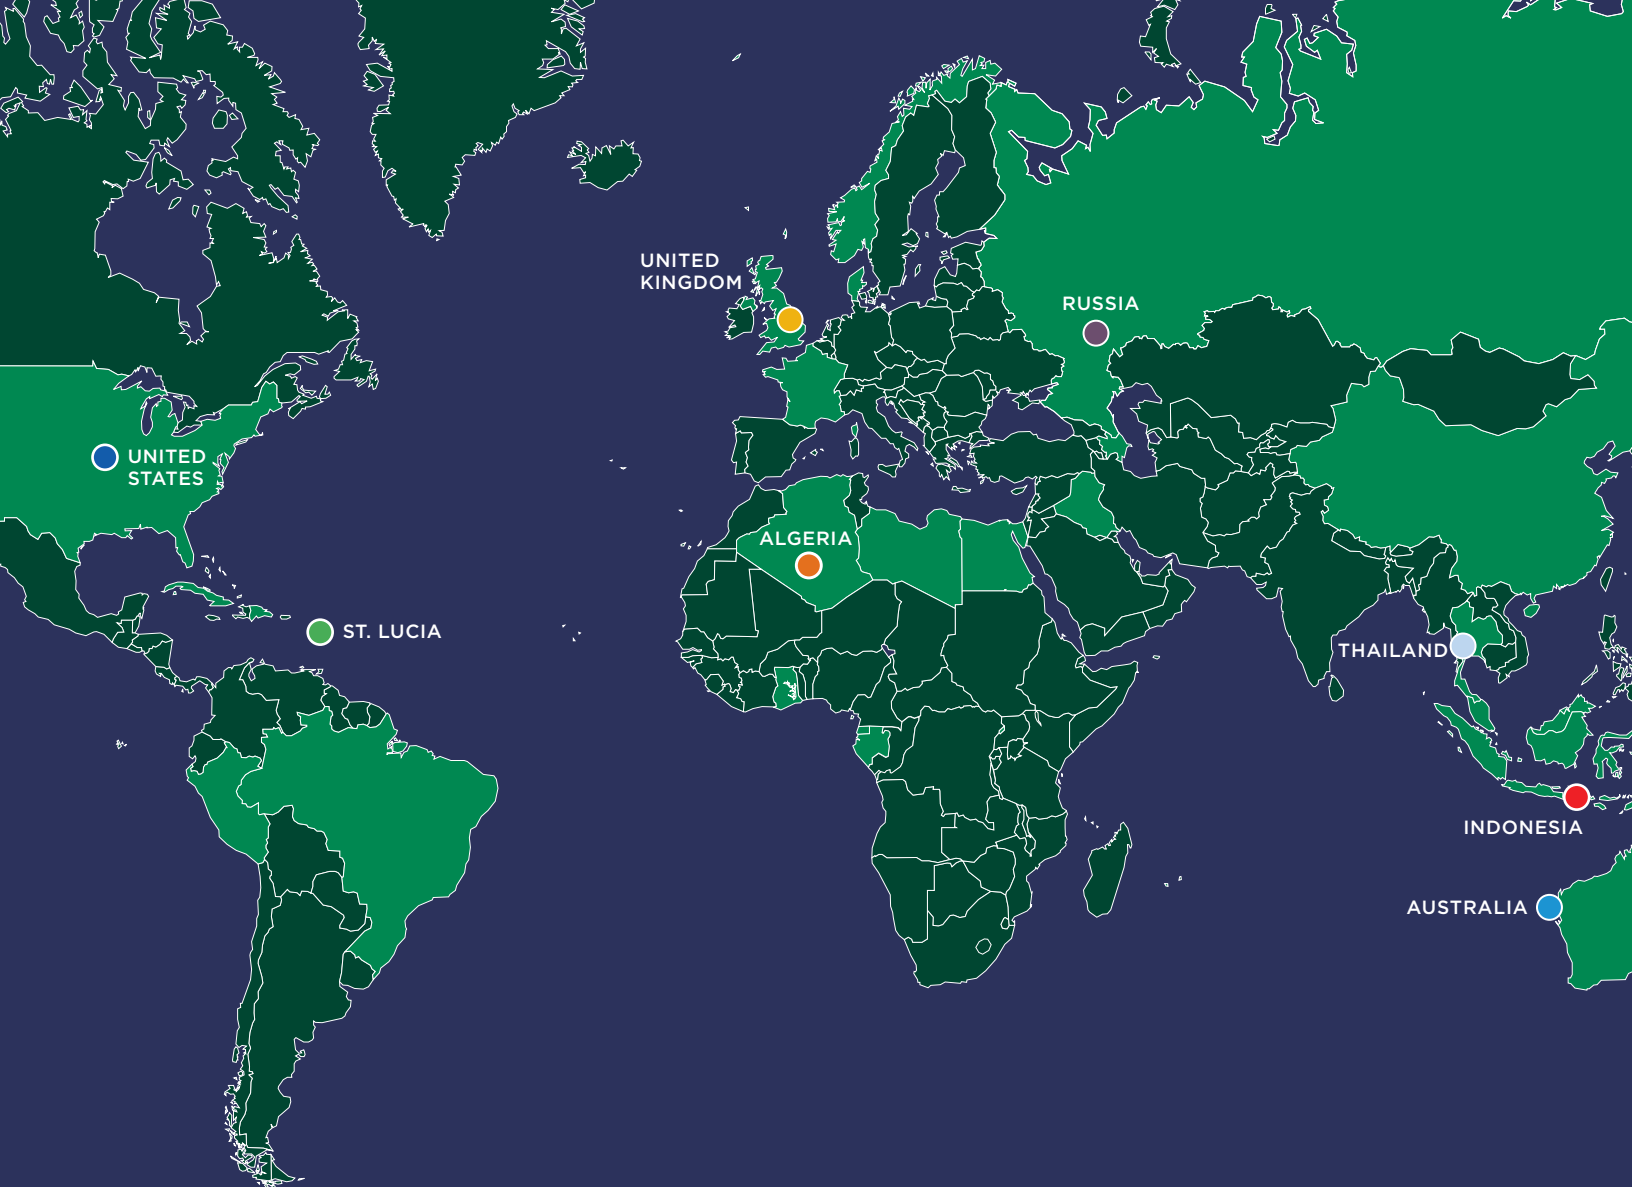 UNITED
KINGDOM
RUSSIA
UNITED
STATES
ALGERIA
ST. LUCIA
THAILAND
INDONESIA
AUSTRALIA